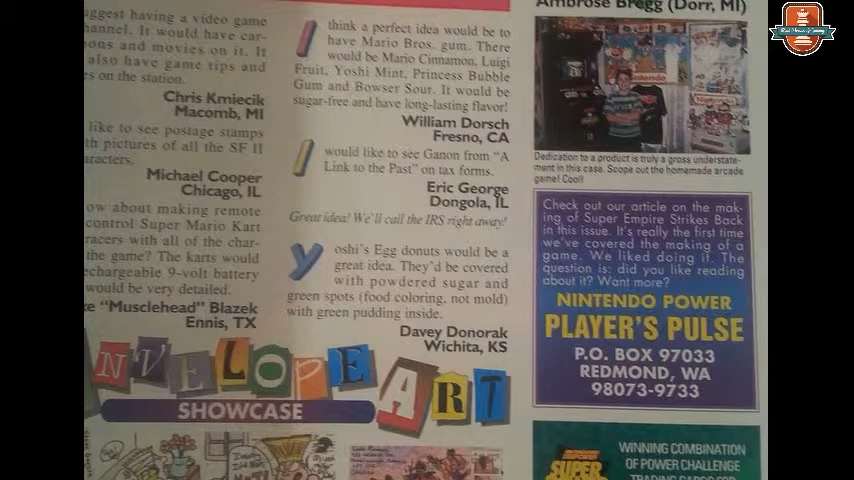 uggest having a video game
hannel. It would have car-
oons and movies on it. It
also have game tips and
es on the station.
Chris Kmiecik
Macomb, MI
like to see postage stamps
th pictures of all the SF II
aracters.
Michael Cooper
Chicago, IL
ow about making remote
control Super Mario Kart
racers with all of the char-
the game? The karts would
echargeable 9-volt battery
would be very detailed.
e "Musclehead" Blazek
Ennis, TX
I think a perfect idea would be to
have Mario Bros. gum. There
would be Mario Cinnamon, Luigi
Fruit, Yoshi Mint, Princess Bubble
Gum and Bowser Sour. It would be
sugar-free and have long-lasting flavor!
William Dorsch
Fresno, CA
I would like to see Ganon from "A
Link to the Past" on tax forms.
Eric George
Dongola, IL
Great idea! We'll call the IRS right away!
Yoshi's Egg donuts would be a
great idea. They'd be covered
with powdered sugar and
green spots (food coloring, not mold)
with green pudding inside.
Davey Donorak
Wichita, KS
NVELOPE
ART
SHOWCASE
Ambrose Bregg (Dorr, MI)
Nintendo
Dedication to a product is truly a gross understate-
ment in this case. Scope out the homemade arcade
game! Cool!
Check out our article on the mak-
ing of Super Empire Strikes Back
in this issue. It's really the first time
we've covered the making of a
game. We liked doing it. The
question is: did you like reading
about it? Want more?
NINTENDO POWER
PLAYER'S PULSE
P.O. BOX 97033
REDMOND, WA
98073-9733
SUPER
WINNING COMBINATION
OF POWER CHALLENGE
TRADING CARDS FOR